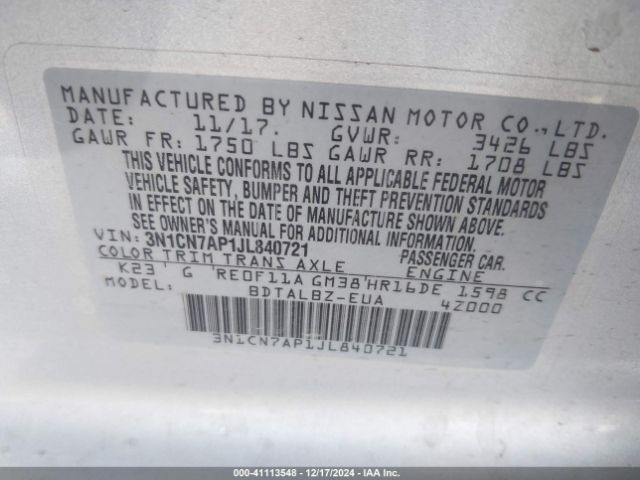 MANUFACTURED BY NISSAN MOTOR CO., LTD.
DATE: 11/17. GVWR: 3426 LBS
GAWR FR: 1750 LBS GAWR RR: 1708 LBS
THIS VEHICLE CONFORMS TO ALL APPLICABLE FEDERAL MOTOR
VEHICLE SAFETY, BUMPER AND THEFT PREVENTION STANDARDS
IN EFFECT ON THE DATE OF MANUFACTURE SHOWN ABOVE.
SEE OWNER'S MANUAL OR TIRE PLACARD FOR ADDITIONAL INFORMATION.
VIN: 3N1CN7AP1JL840721 PASSENGER CAR.
COLOR TRIM TRANS AXLE ENGINE
K23' G 'RE0F11A GM38'HR16DE 1598 CC
MODEL: BDTALBZ-EUA 4Z000
3N1CN7AP1JL840721
000-41113548 - 12/17/2024 - IAA Inc.